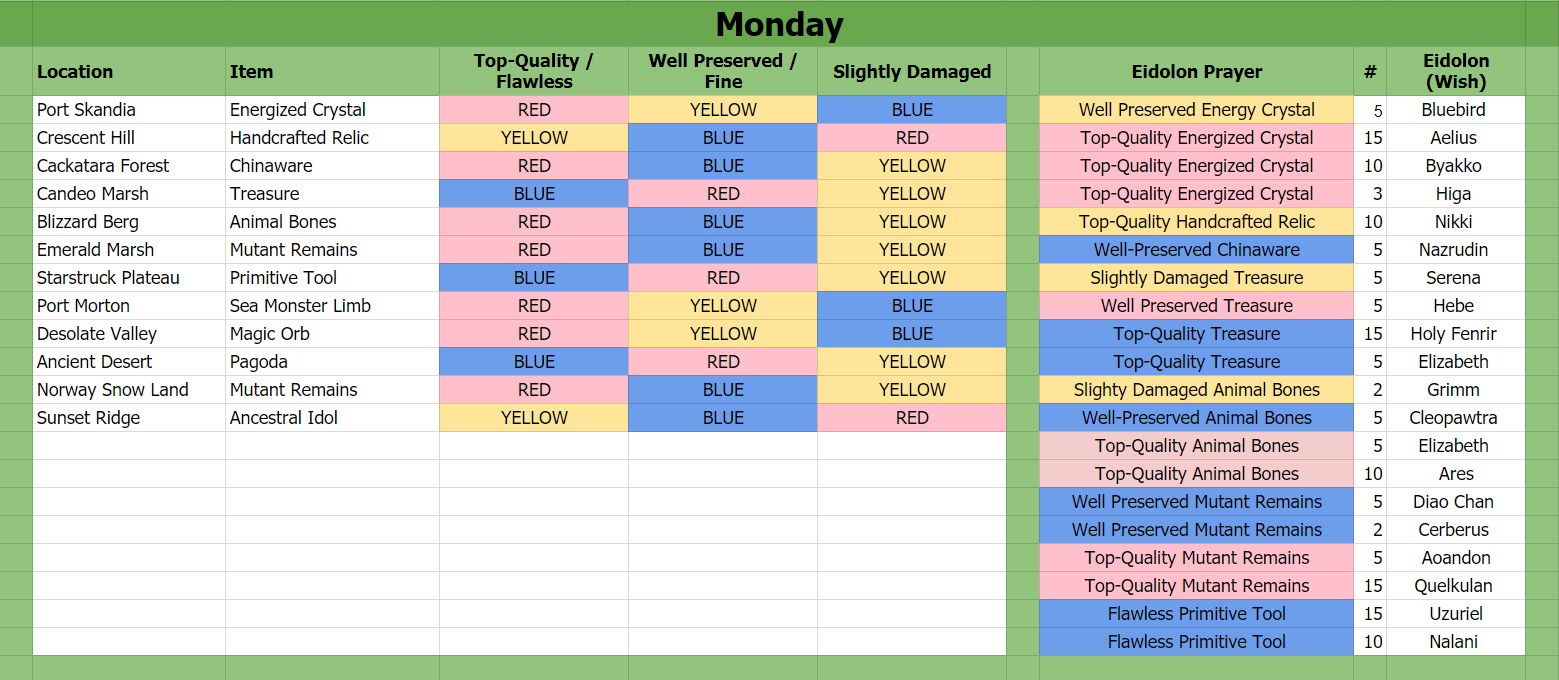 Monday
Location Item Top-Quality / Flawless Well Preserved / Fine Slightly Damaged Eidolon Prayer # Eidolon (Wish)
Port Skandia Energized Crystal RED YELLOW BLUE Well Preserved Energy Crystal 5 Bluebird
Crescent Hill Handcrafted Relic YELLOW BLUE RED Top-Quality Energized Crystal 15 Aelius
Cackatara Forest Chinaware RED BLUE YELLOW Top-Quality Energized Crystal 10 Byakko
Candeo Marsh Treasure BLUE RED YELLOW Top-Quality Energized Crystal 3 Higa
Blizzard Berg Animal Bones RED BLUE YELLOW Top-Quality Handcrafted Relic 10 Nikki
Emerald Marsh Mutant Remains RED BLUE YELLOW Well-Preserved Chinaware 5 Nazrudin
Starstruck Plateau Primitive Tool BLUE RED YELLOW Slightly Damaged Treasure 5 Serena
Port Morton Sea Monster Limb RED YELLOW BLUE Well Preserved Treasure 5 Hebe
Desolate Valley Magic Orb RED YELLOW BLUE Top-Quality Treasure 15 Holy Fenrir
Ancient Desert Pagoda BLUE RED YELLOW Top-Quality Treasure 5 Elizabeth
Norway Snow Land Mutant Remains RED BLUE YELLOW Slighty Damaged Animal Bones 2 Grimm
Sunset Ridge Ancestral Idol YELLOW BLUE RED Well-Preserved Animal Bones 5 Cleopawtra
Top-Quality Animal Bones 5 Elizabeth
Top-Quality Animal Bones 10 Ares
Well Preserved Mutant Remains 5 Diao Chan
Well Preserved Mutant Remains 2 Cerberus
Top-Quality Mutant Remains 5 Aoandon
Top-Quality Mutant Remains 15 Quelkulan
Flawless Primitive Tool 15 Uzuriel
Flawless Primitive Tool 10 Nalani